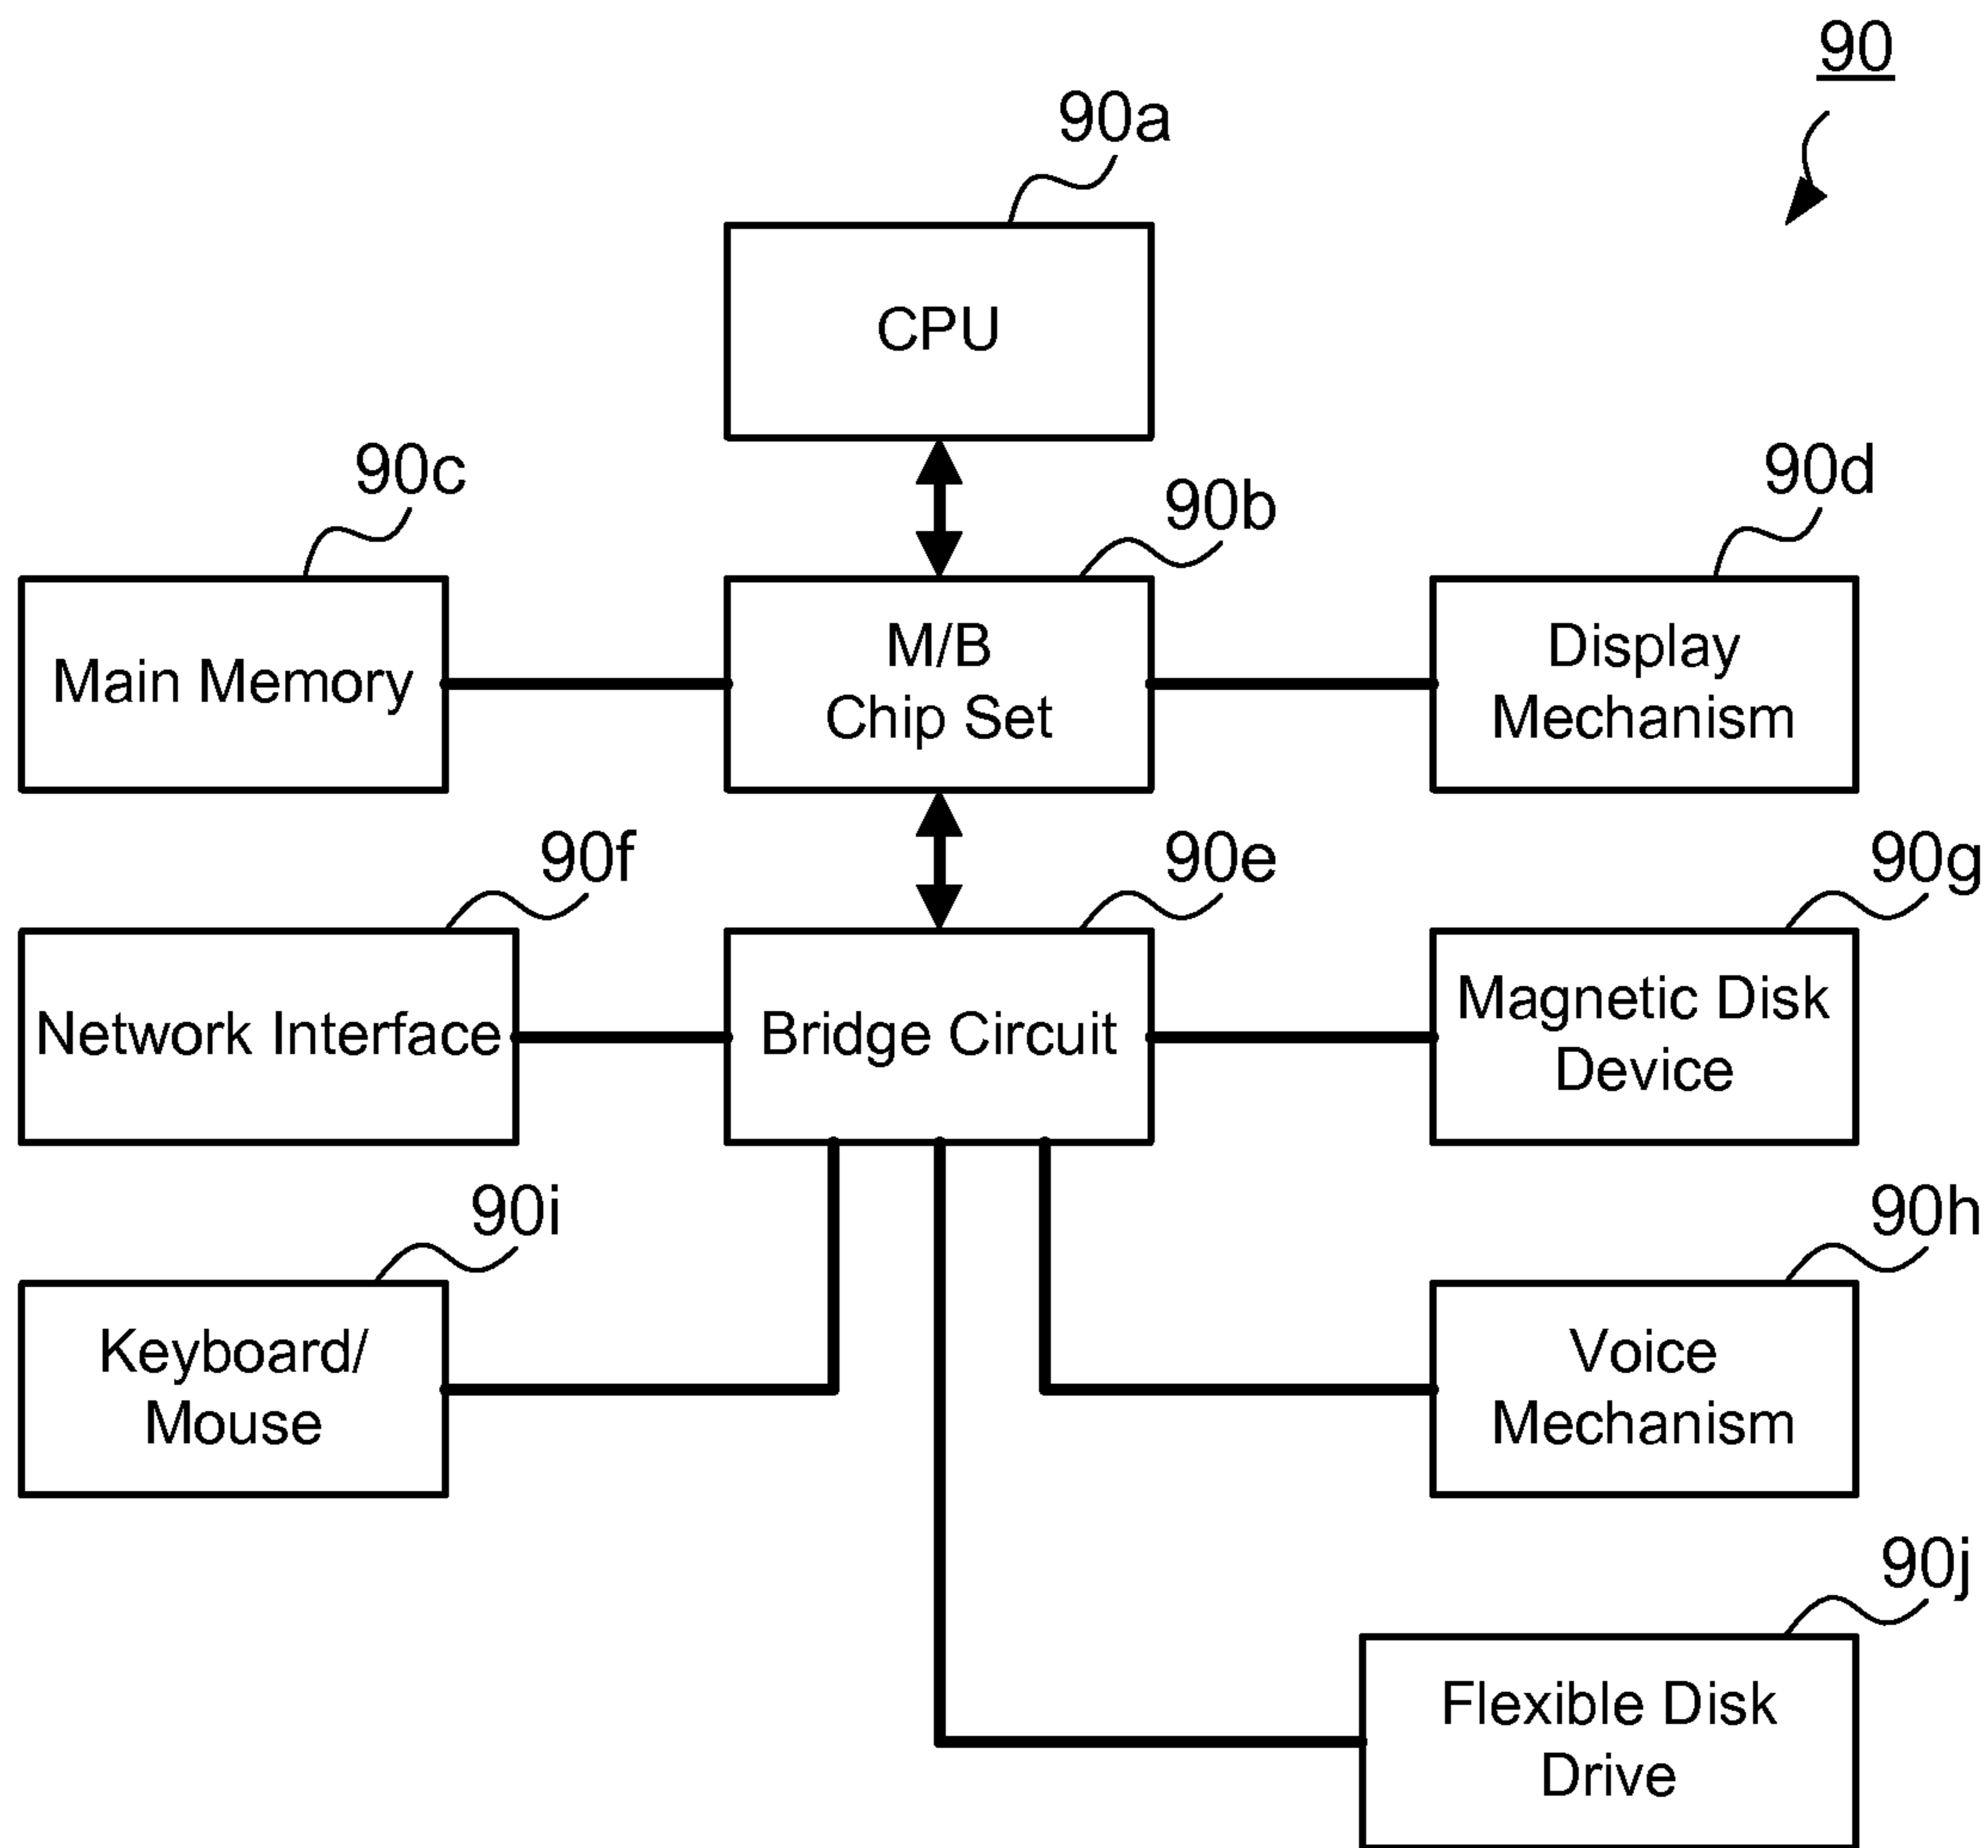 90
90a
CPU
90c
90b
90d
Main Memory
M/B
Chip Set
Display
Mechanism
90f
90e
90g
Network Interface
Bridge Circuit
Magnetic Disk
Device
90i
90h
Keyboard/
Mouse
Voice
Mechanism
90j
Flexible Disk
Drive